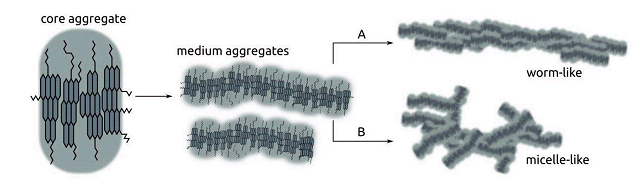 core aggregate
medium aggregates
A
worm-like
B
micelle-like